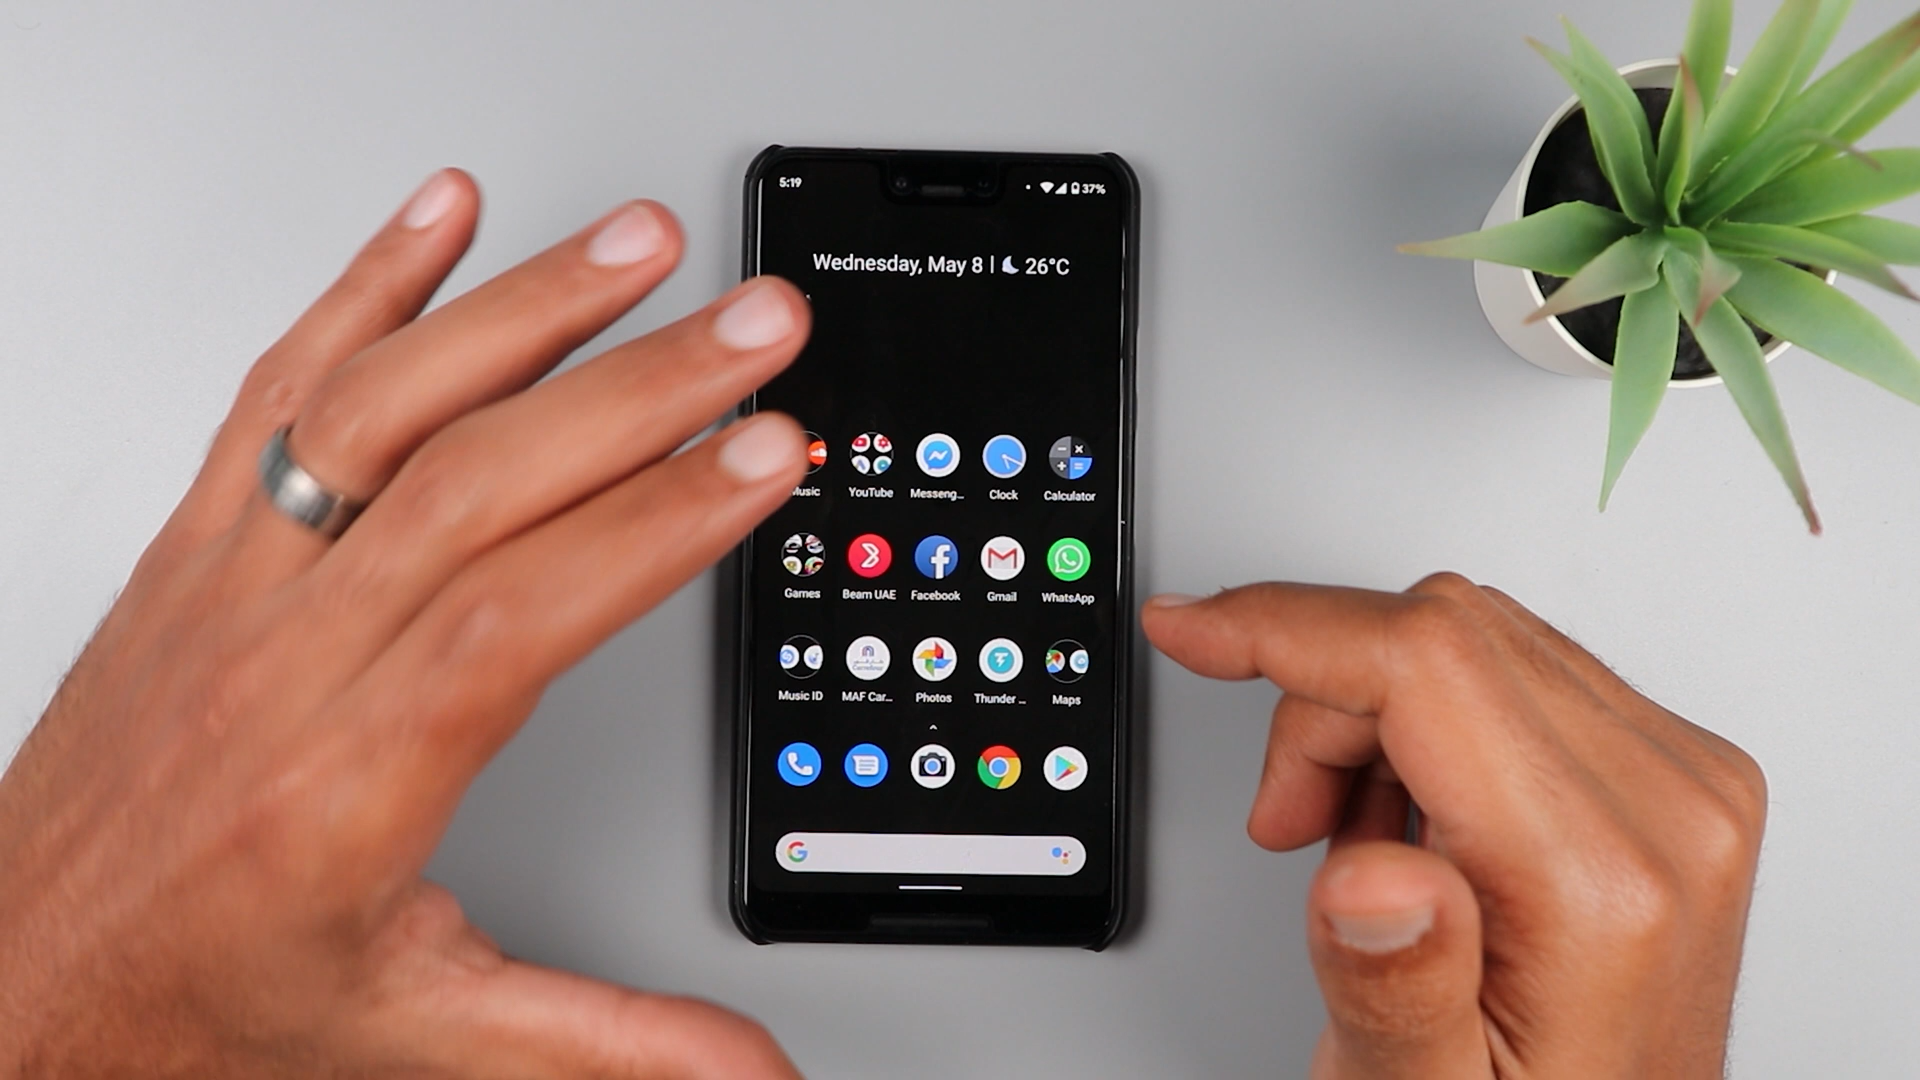 5:19 37%
Wednesday, May 8 | 26°C
Music YouTube Messeng... Clock Calculator
Games Beam UAE Facebook Gmail WhatsApp
Music ID MAF Car... Photos Thunder ... Maps